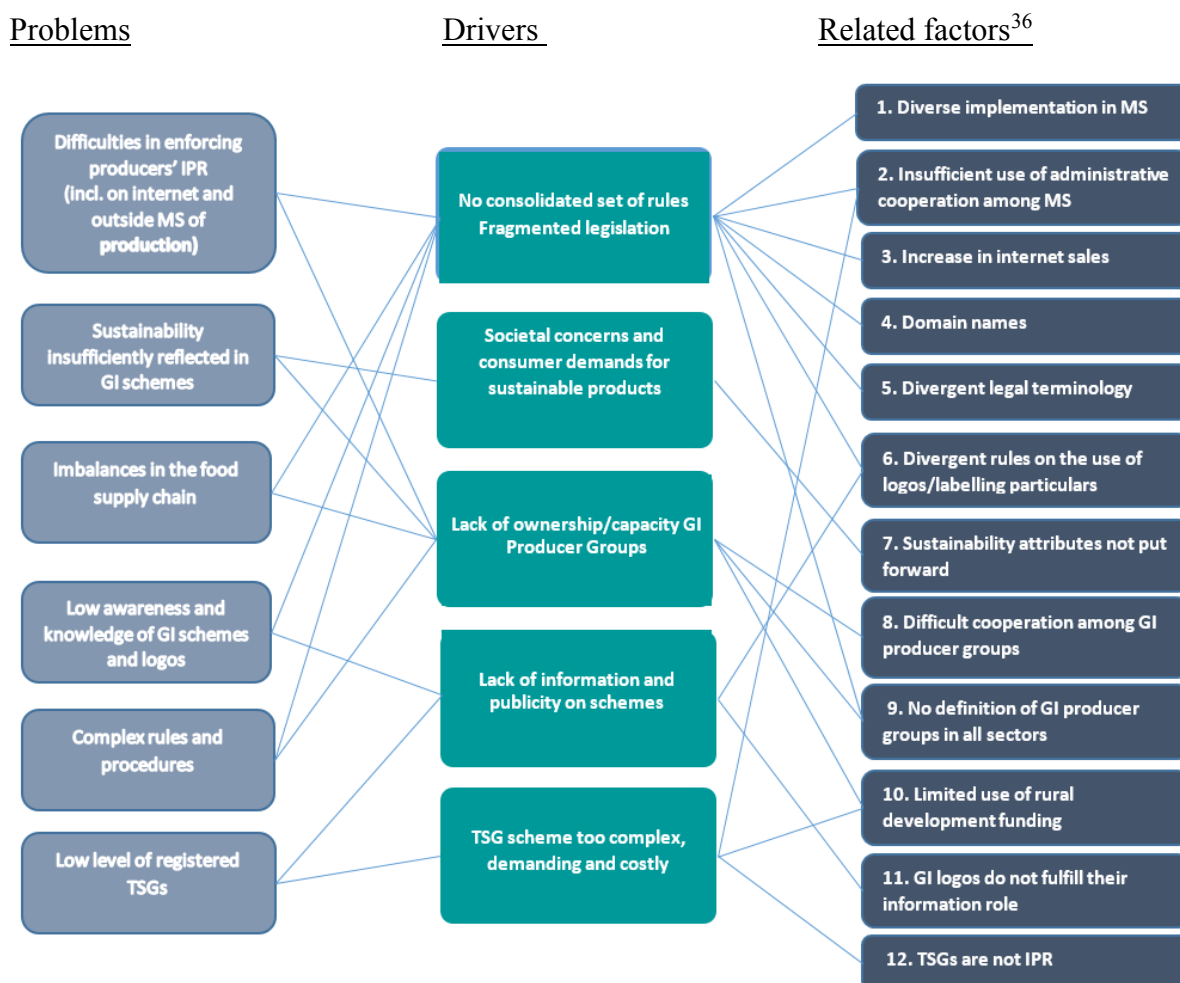 Problems
Drivers
Related factors36
Difficulties in enforcing
producers' IPR
(incl. on internet and
outside MS of
production)
Sustainability
insufficiently reflected in
GI schemes
Imbalances in the food
supply chain
Low awareness and
knowledge of GI schemes
and logos
Complex rules and
procedures
Low level of registered
TSGs
No consolidated set of rules
Fragmented legislation
Societal concerns and
consumer demands for
sustainable products
Lack of ownership/capacity GI
Producer Groups
Lack of information and
publicity on schemes
TSG scheme too complex,
demanding and costly
1. Diverse implementation in MS
2. Insufficient use of administrative
cooperation among MS
3. Increase in internet sales
4. Domain names
5. Divergent legal terminology
6. Divergent rules on the use of
logos/labelling particulars
7. Sustainability attributes not put
forward
8. Difficult cooperation among GI
producer groups
9. No definition of GI producer
groups in all sectors
10. Limited use of rural
development funding
11. GI logos do not fulfill their
information role
12. TSGs are not IPR